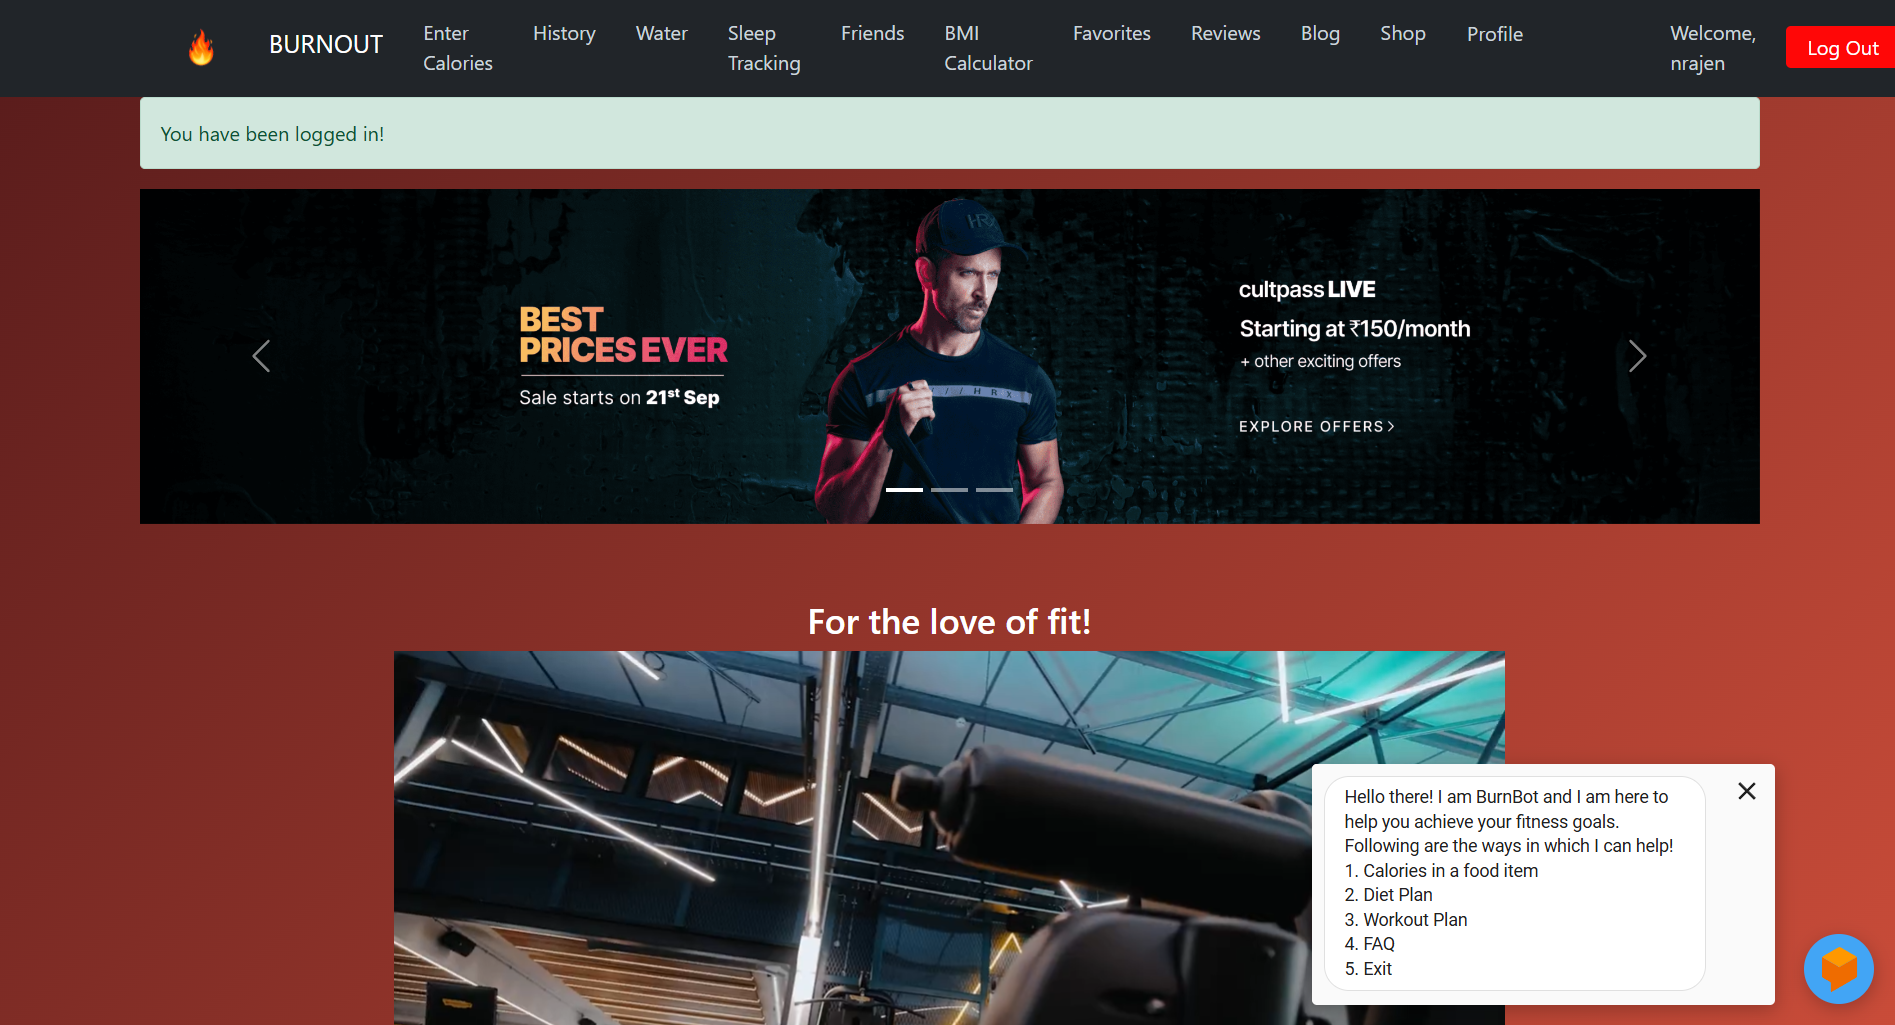 BURNOUT
Enter
Calories
History
Water
Sleep
Tracking
Friends
BMI
Calculator
Favorites
Reviews
Blog
Shop
Profile
Welcome,
nrajen
Log Out
You have been logged in!
HRX
BEST
PRICES EVER
Sale starts on 21st Sep
/ / H R X
cultpass LIVE
Starting at ₹150/month
+ other exciting offers
EXPLORE OFFERS >
For the love of fit!
Hello there! I am BurnBot and I am here to
help you achieve your fitness goals.
Following are the ways in which I can help!
1. Calories in a food item
2. Diet Plan
3. Workout Plan
4. FAQ
5. Exit